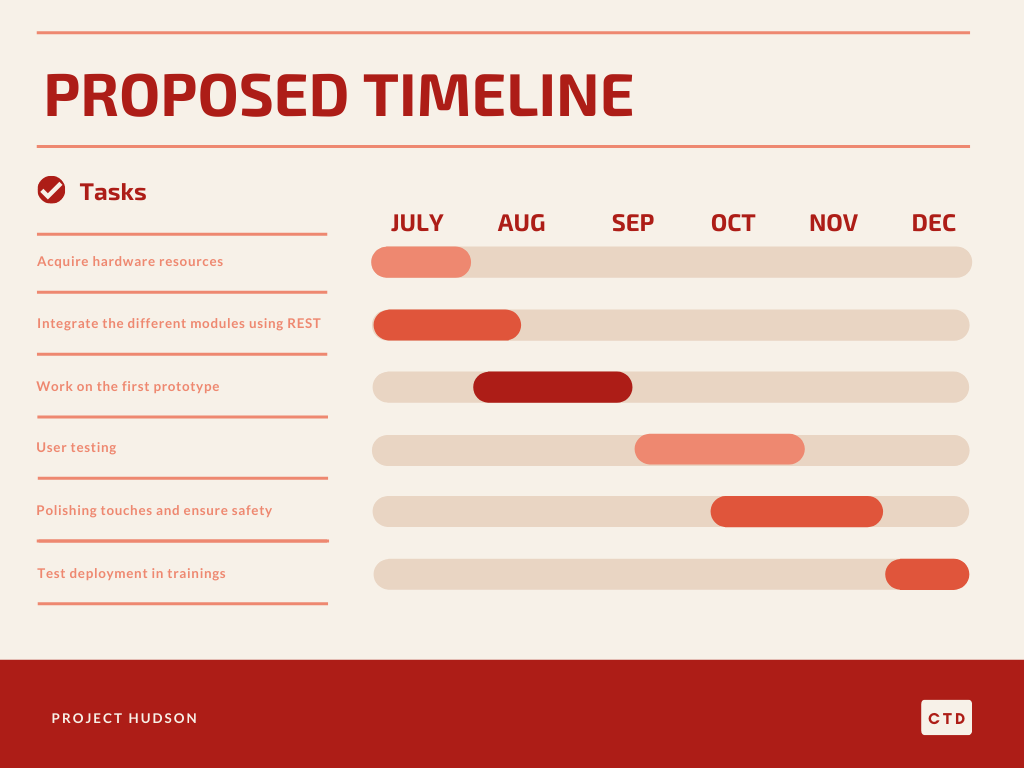 PROPOSED TIMELINE
Tasks
JULY AUG SEP OCT NOV DEC
Acquire hardware resources
Integrate the different modules using REST
Work on the first prototype
User testing
Polishing touches and ensure safety
Test deployment in trainings
PROJECT HUDSON
CTD